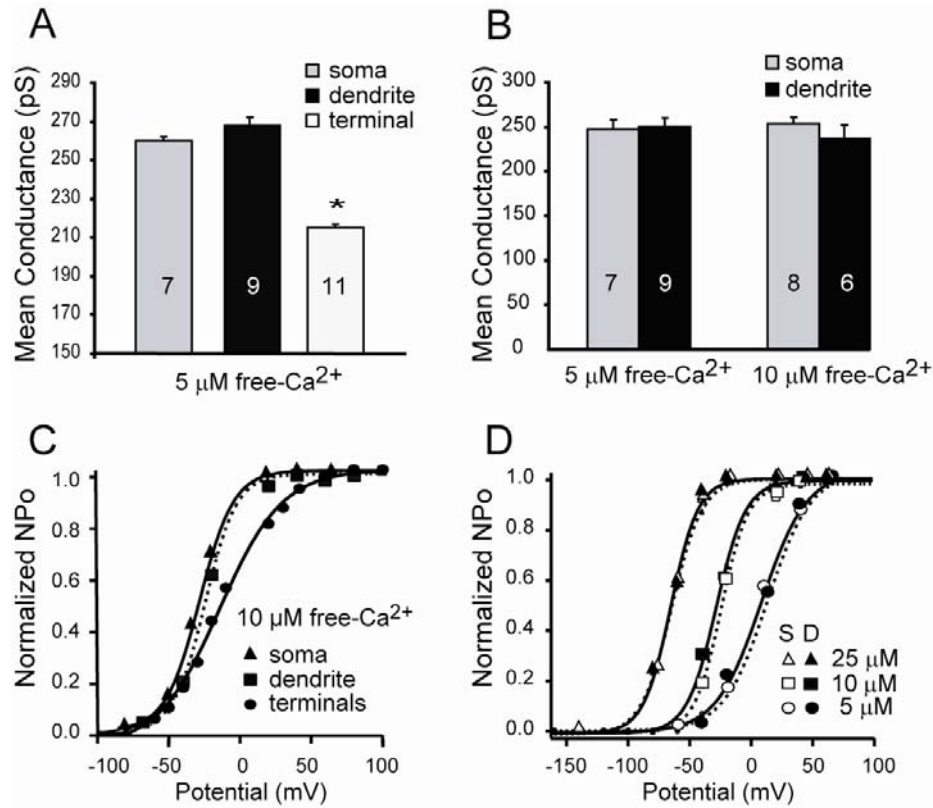 A
Mean Conductance (pS)
290
270
250
230
210
190
170
150
soma
dendrite
terminal
*
7
9
11
5 µM free-Ca2+
B
Mean Conductance (pS)
300
250
200
150
100
50
0
soma
dendrite
7
9
8
6
5 µM free-Ca2+
10 µM free-Ca2+
C
Normalized NPo
1.0
0.8
0.6
0.4
0.2
0.0
10 µM free-Ca2+
soma
dendrite
terminals
-100
-50
0
50
100
Potential (mV)
D
Normalized NPo
1.0
0.8
0.6
0.4
0.2
0.0
S D
25 µM
10 µM
5 µM
-150
-100
-50
0
50
100
Potential (mV)